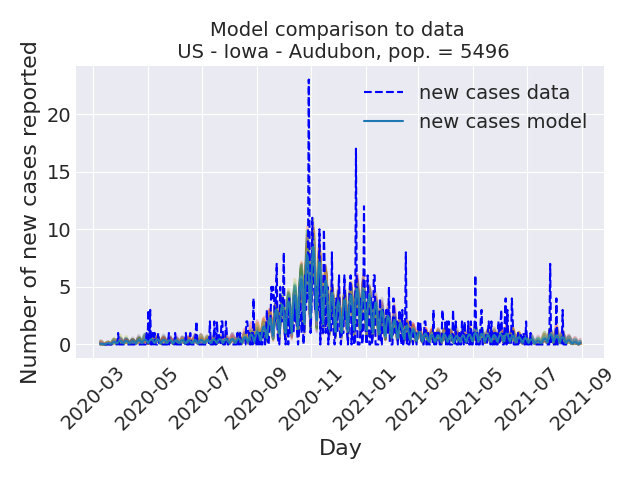 Model comparison to data
US - Iowa - Audubon, pop. = 5496
new cases data
new cases model
Number of new cases reported
20
15
10
5
0
2020-03
2020-05
2020-07
2020-09
2020-11
2021-01
2021-03
2021-05
2021-07
2021-09
Day